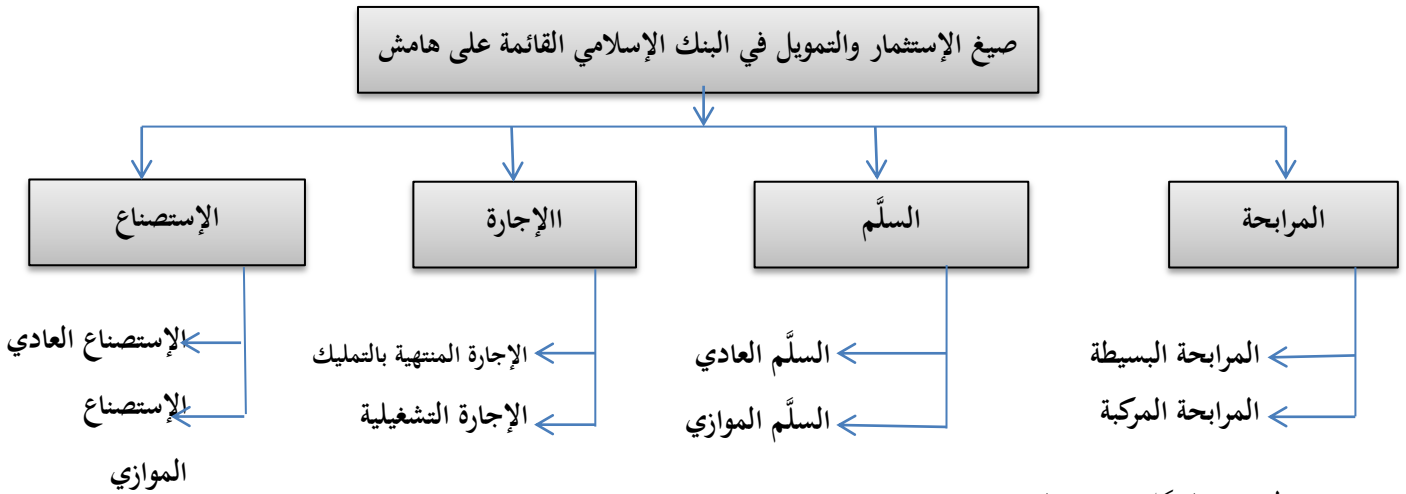 صيغ الإستثمار والتمويل في البنك الإسلامي القائمة على هامش
المرابحة
السلَّم
االإجارة
الإستصناع
المرابحة البسيطة
المرابحة المركبة
السلَّم العادي
السلَّم الموازي
الإجارة المنتهية بالتمليك
الإجارة التشغيلية
الإستصناع العادي
الإستصناع
الموازي